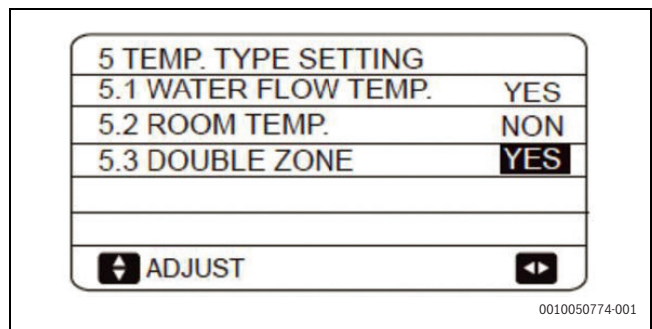 5 TEMP. TYPE SETTING
5.1 WATER FLOW TEMP. YES
5.2 ROOM TEMP. NON
5.3 DOUBLE ZONE YES
ADJUST
0010050774-001